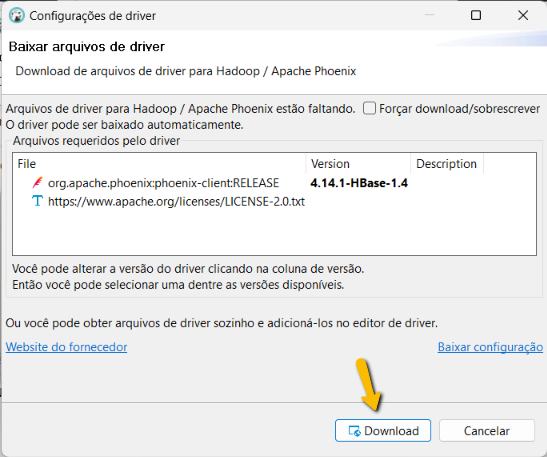 Configurações de driver
Baixar arquivos de driver
Download de arquivos de driver para Hadoop / Apache Phoenix
Arquivos de driver para Hadoop / Apache Phoenix estão faltando. Forçar download/sobrescrever
O driver pode ser baixado automaticamente.
Arquivos requeridos pelo driver
File Version Description
org.apache.phoenix:phoenix-client:RELEASE 4.14.1-HBase-1.4
https://www.apache.org/licenses/LICENSE-2.0.txt
Você pode alterar a versão do driver clicando na coluna de versão.
Então você pode selecionar uma dentre as versões disponíveis.
Ou você pode obter arquivos de driver sozinho e adicioná-los no editor de driver.
Website do fornecedor Baixar configuração
Download Cancelar